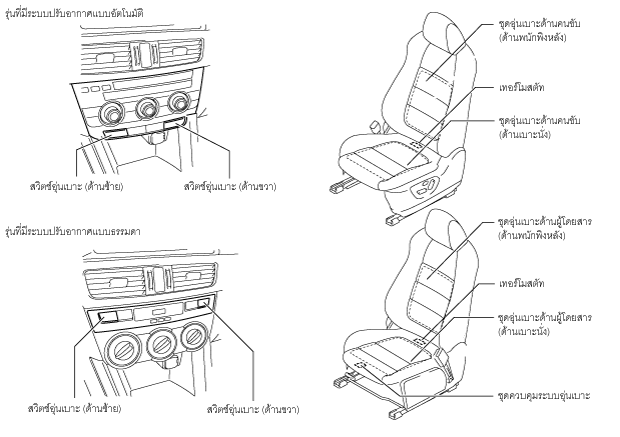 รุ่นที่มีระบบปรับอากาศแบบอัตโนมัติ
สวิตช์อุ่นเบาะ (ด้านซ้าย)
สวิตช์อุ่นเบาะ (ด้านขวา)
ชุดอุ่นเบาะด้านคนขับ
(ด้านพนักพิงหลัง)
เทอร์โมสตัท
ชุดอุ่นเบาะด้านคนขับ
(ด้านเบาะนั่ง)
รุ่นที่มีระบบปรับอากาศแบบธรรมดา
สวิตช์อุ่นเบาะ (ด้านซ้าย)
สวิตช์อุ่นเบาะ (ด้านขวา)
ชุดอุ่นเบาะด้านผู้โดยสาร
(ด้านพนักพิงหลัง)
เทอร์โมสตัท
ชุดอุ่นเบาะด้านผู้โดยสาร
(ด้านเบาะนั่ง)
ชุดควบคุมระบบอุ่นเบาะ